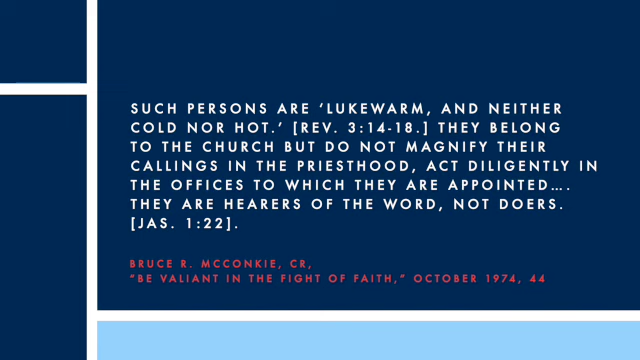 SUCH PERSONS ARE ‘LUKEWARM, AND NEITHER
COLD NOR HOT.’ [REV. 3:14-18.] THEY BELONG
TO THE CHURCH BUT DO NOT MAGNIFY THEIR
CALLINGS IN THE PRIESTHOOD, ACT DILIGENTLY IN
THE OFFICES TO WHICH THEY ARE APPOINTED....
THEY ARE HEARERS OF THE WORD, NOT DOERS.
[JAS. 1:22].
BRUCE R. MCCONKIE, CR,
“BE VALIANT IN THE FIGHT OF FAITH,” OCTOBER 1974, 44